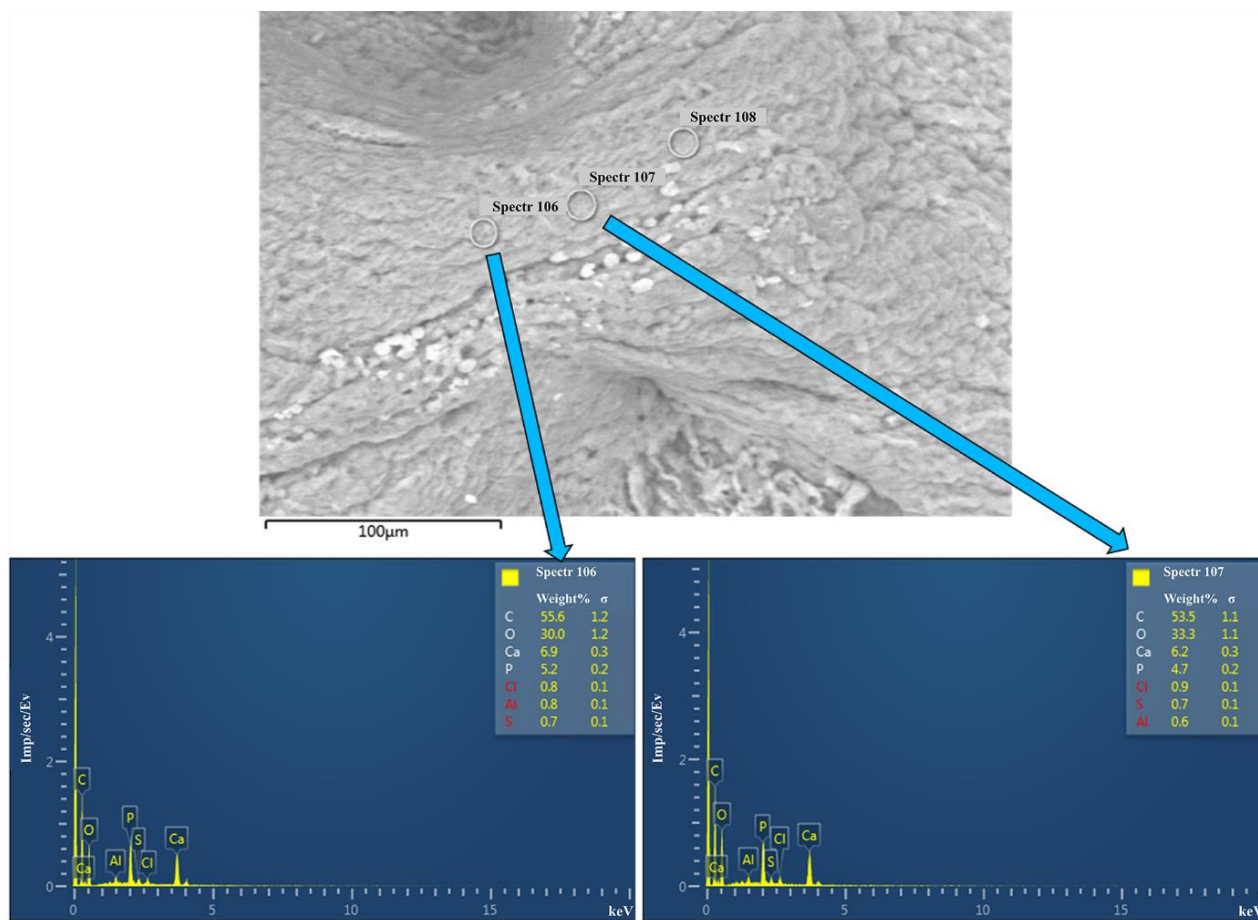 Spectr 108
Spectr 107
Spectr 106
100µm
Spectr 106
Weight% σ
C 55.6 1.2
O 30.0 1.2
Ca 6.9 0.3
P 5.2 0.2
Cl 0.8 0.1
Al 0.8 0.1
S 0.7 0.1
Imp/sec/Ev
4
2
0
C
O
Ca
Al
P
S
Cl
Ca
0 5 10 15 keV
Spectr 107
Weight% σ
C 53.5 1.1
O 33.3 1.1
Ca 6.2 0.3
P 4.7 0.2
Cl 0.9 0.1
S 0.7 0.1
Al 0.6 0.1
Imp/sec/Ev
4
2
0
C
O
Ca
Al
P
S
Cl
Ca
0 5 10 15 keV